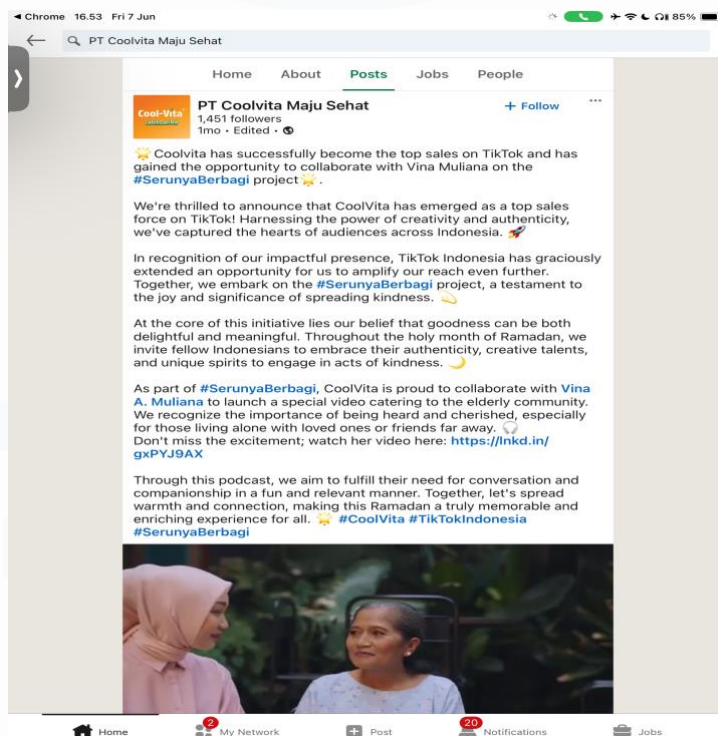 Chrome 16.53 Fri 7 Jun
85%
PT Coolvita Maju Sehat
Home About Posts Jobs People
Cool-Vita
PT Coolvita Maju Sehat
+ Follow
1,451 followers
1mo • Edited •
🌟 Coolvita has successfully become the top sales on TikTok and has
gained the opportunity to collaborate with Vina Muliana on the
#SerunyaBerbagi project🌟 .
We're thrilled to announce that CoolVita has emerged as a top sales
force on TikTok! Harnessing the power of creativity and authenticity,
we've captured the hearts of audiences across Indonesia. 🚀
In recognition of our impactful presence, TikTok Indonesia has graciously
extended an opportunity for us to amplify our reach even further.
Together, we embark on the #SerunyaBerbagi project, a testament to
the joy and significance of spreading kindness. 💫
At the core of this initiative lies our belief that goodness can be both
delightful and meaningful. Throughout the holy month of Ramadan, we
invite fellow Indonesians to embrace their authenticity, creative talents,
and unique spirits to engage in acts of kindness. 🌙
As part of #SerunyaBerbagi, CoolVita is proud to collaborate with Vina
A. Muliana to launch a special video catering to the elderly community.
We recognize the importance of being heard and cherished, especially
for those living alone with loved ones or friends far away. 🎧
Don't miss the excitement; watch her video here: https://lnkd.in/
gxPYJ9AX
Through this podcast, we aim to fulfill their need for conversation and
companionship in a fun and relevant manner. Together, let's spread
warmth and connection, making this Ramadan a truly memorable and
enriching experience for all. 🌟 #CoolVita #TikTokIndonesia
#SerunyaBerbagi
2 20
Home My Network Post Notifications Jobs